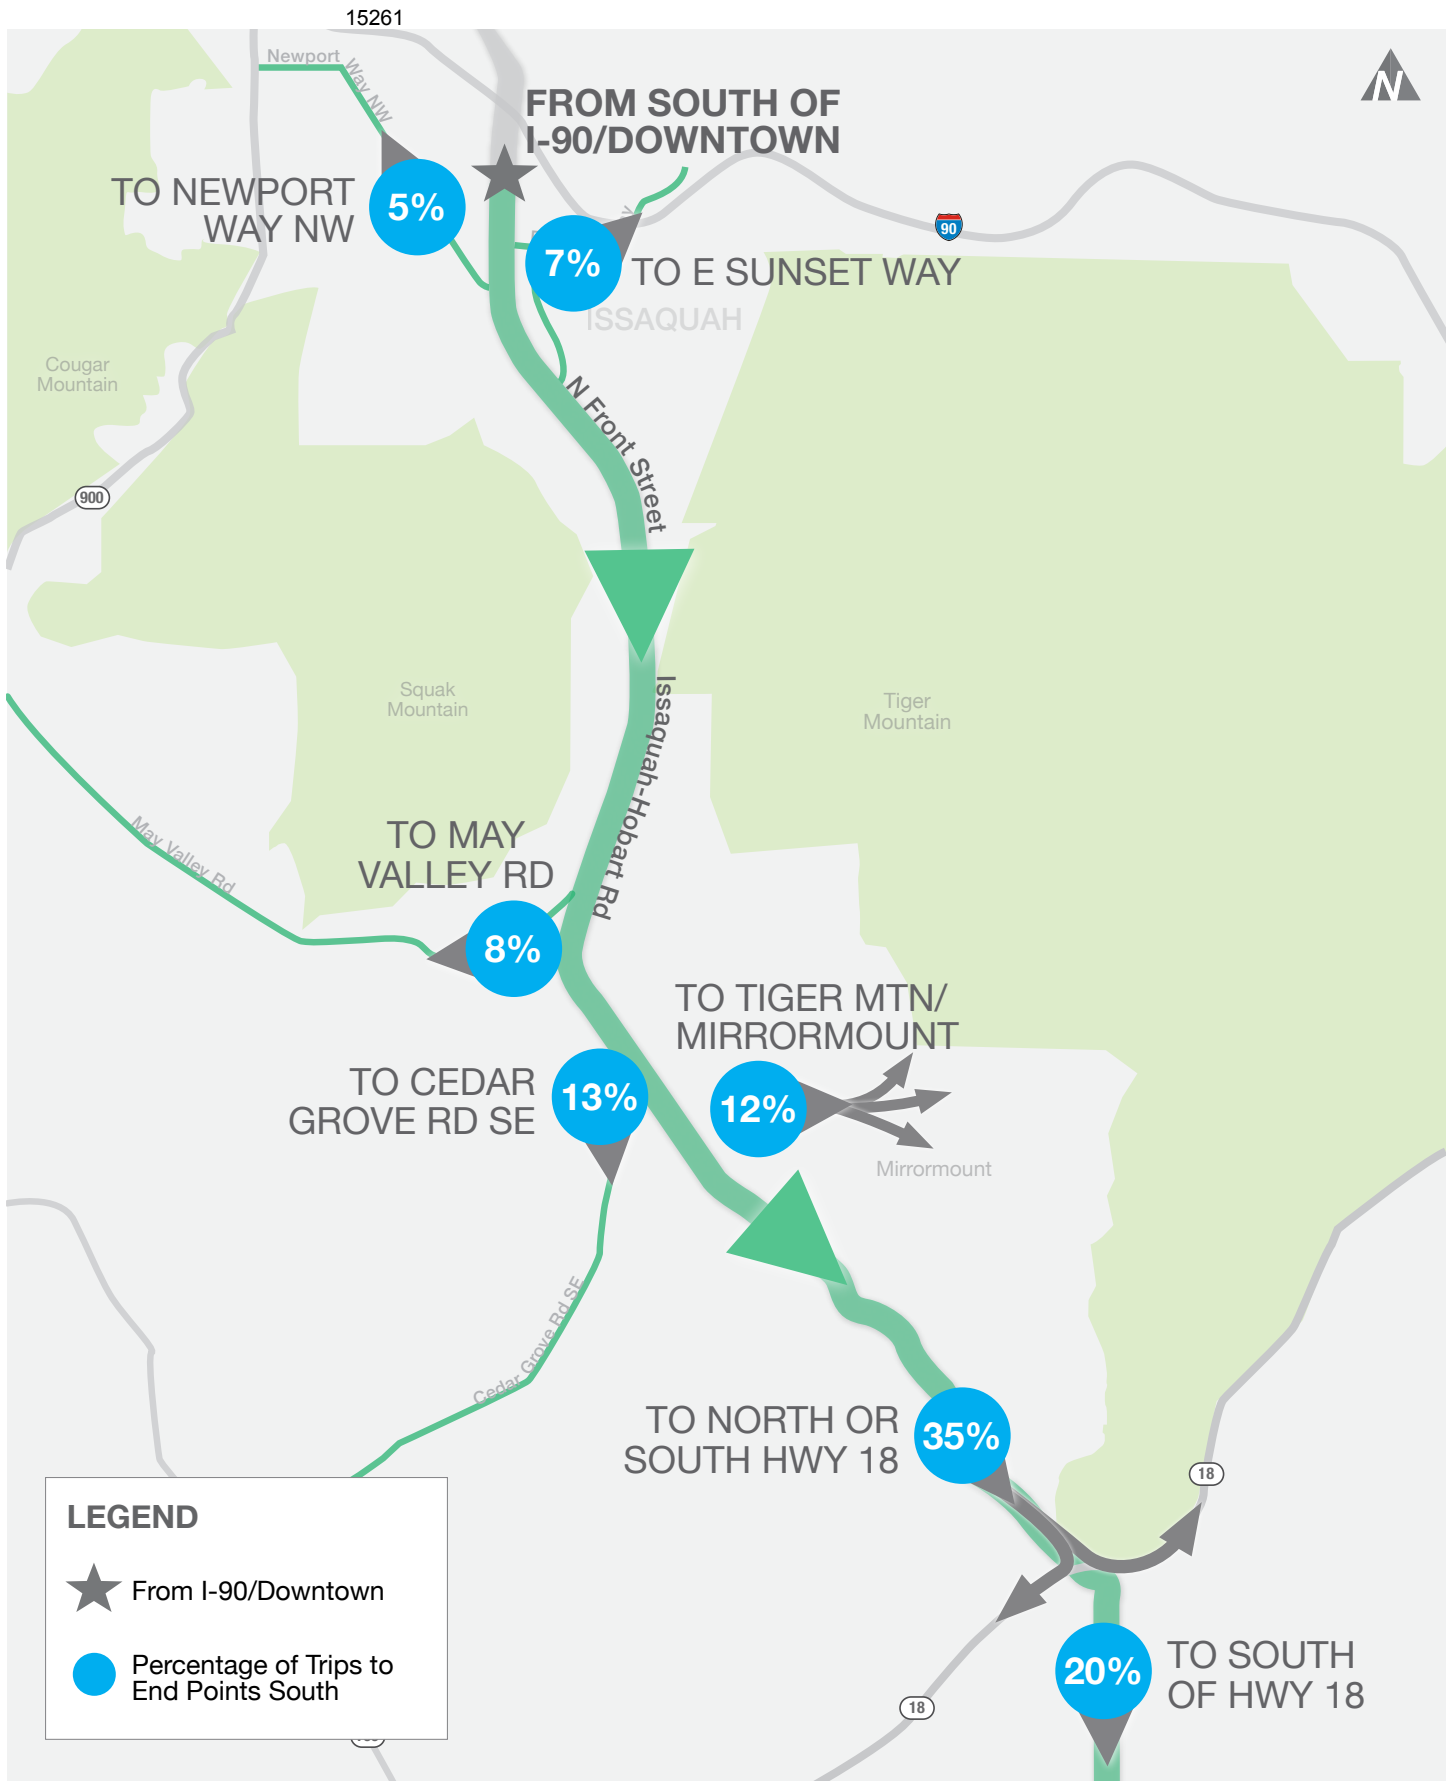 15261
Newport
Way NW
FROM SOUTH OF
I-90/DOWNTOWN
TO NEWPORT
WAY NW
5%
90
7%
TO E SUNSET WAY
ISSAQUAH
Cougar
Mountain
N Front Street
900
Squak
Mountain
Issaquah-Hobart Rd
Tiger
Mountain
May Valley Rd
TO MAY
VALLEY RD
8%
TO TIGER MTN/
MIRRORMOUNT
TO CEDAR
GROVE RD SE
13%
12%
Mirrormount
Cedar Grove Rd SE
TO NORTH OR
SOUTH HWY 18
35%
18
LEGEND
From I-90/Downtown
Percentage of Trips to
End Points South
20%
TO SOUTH
OF HWY 18
18
N